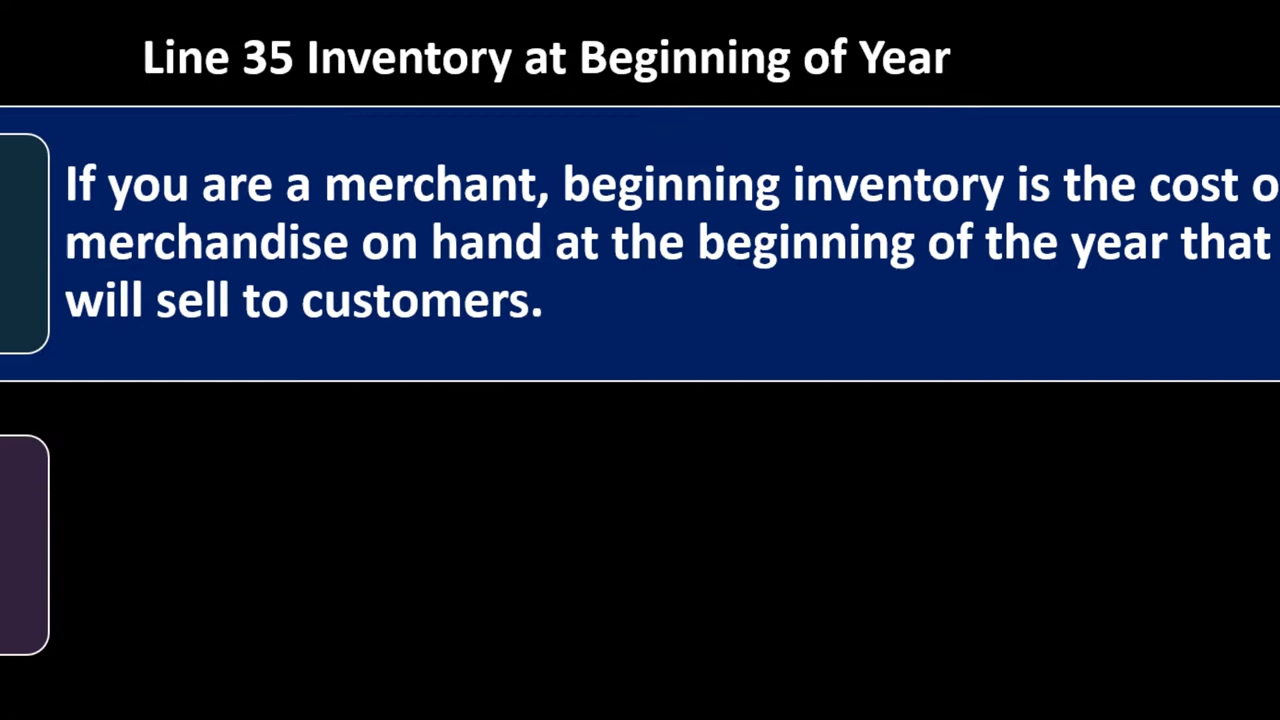 Line 35 Inventory at Beginning of Year
If you are a merchant, beginning inventory is the cost o
merchandise on hand at the beginning of the year that
will sell to customers.